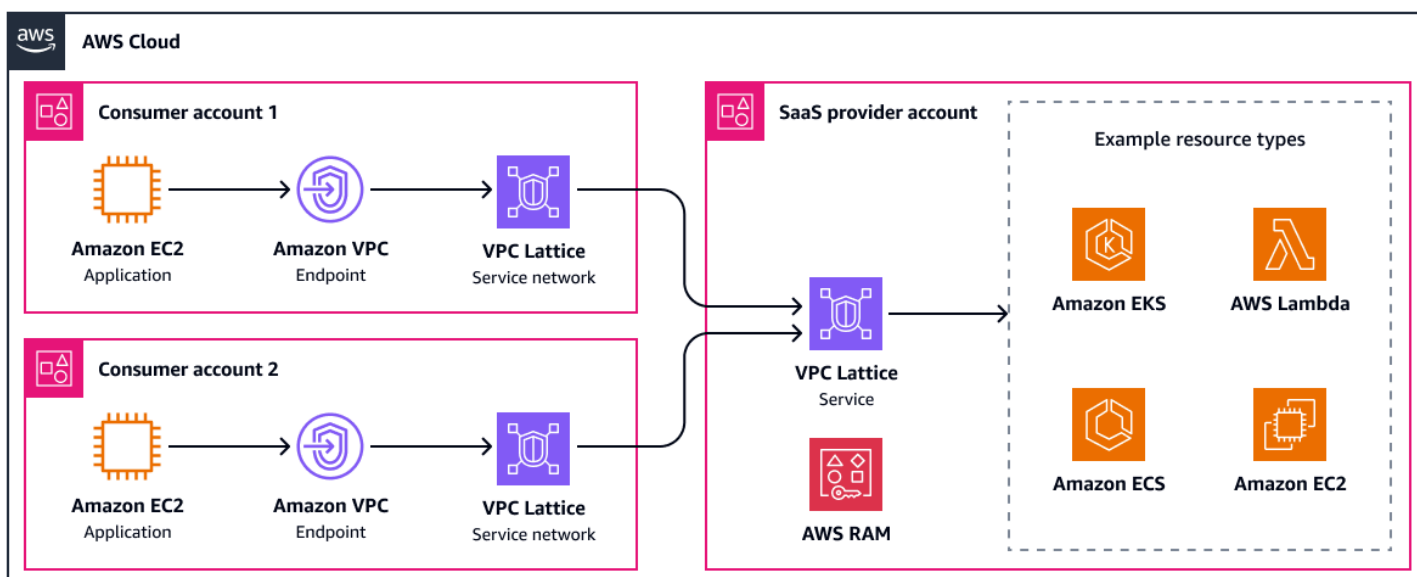 aws
AWS Cloud
Consumer account 1
Amazon EC2
Application
Amazon VPC
Endpoint
VPC Lattice
Service network
Consumer account 2
Amazon EC2
Application
Amazon VPC
Endpoint
VPC Lattice
Service network
SaaS provider account
VPC Lattice
Service
AWS RAM
Example resource types
K
Amazon EKS
AWS Lambda
Amazon ECS
Amazon EC2